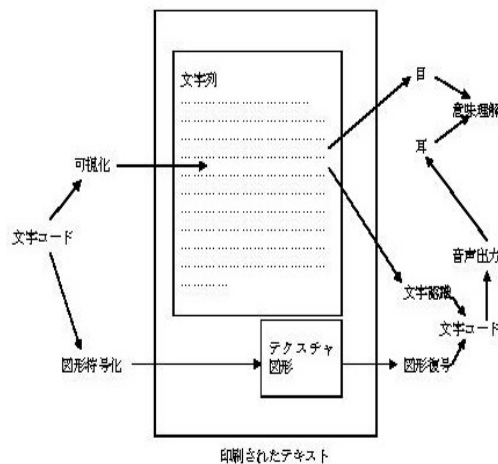 文字列
目
意味理解
耳
可視化
文字コード
音声出力
文字認識
文字コード
図形符号化
テクスチャ
図形
図形復号
印刷されたテキスト